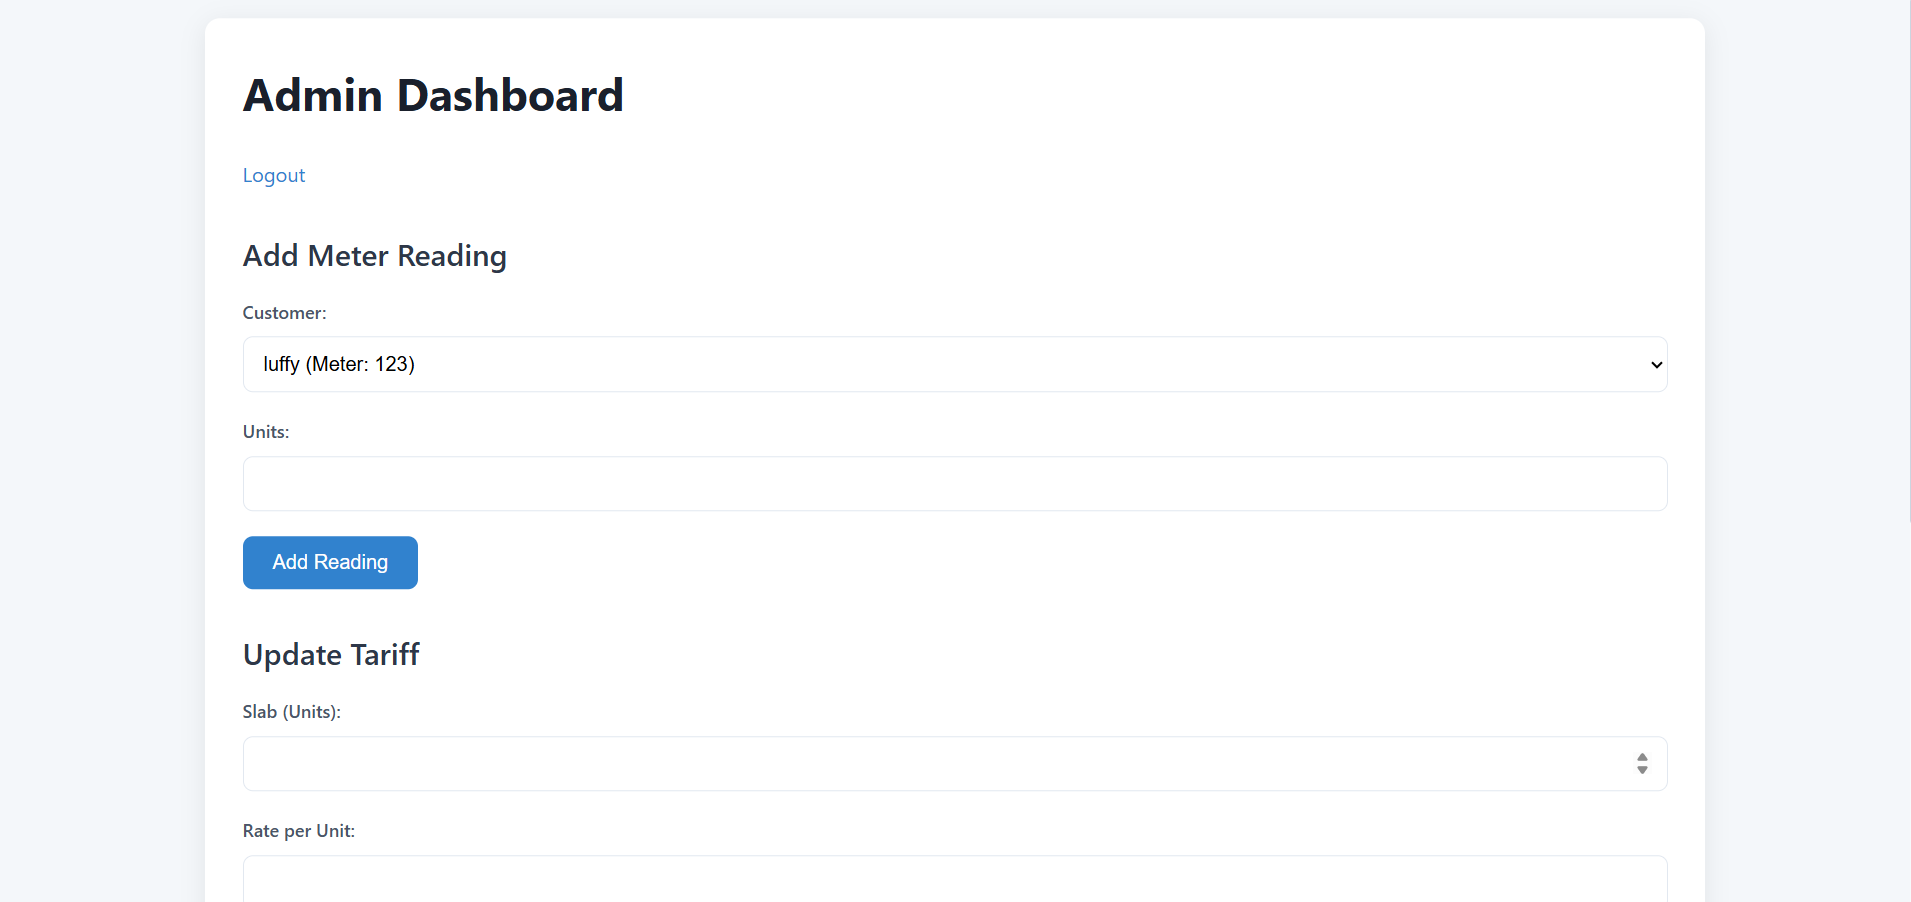 Admin Dashboard
Logout
Add Meter Reading
Customer:
luffy (Meter: 123)
Units:
Add Reading
Update Tariff
Slab (Units):
Rate per Unit: